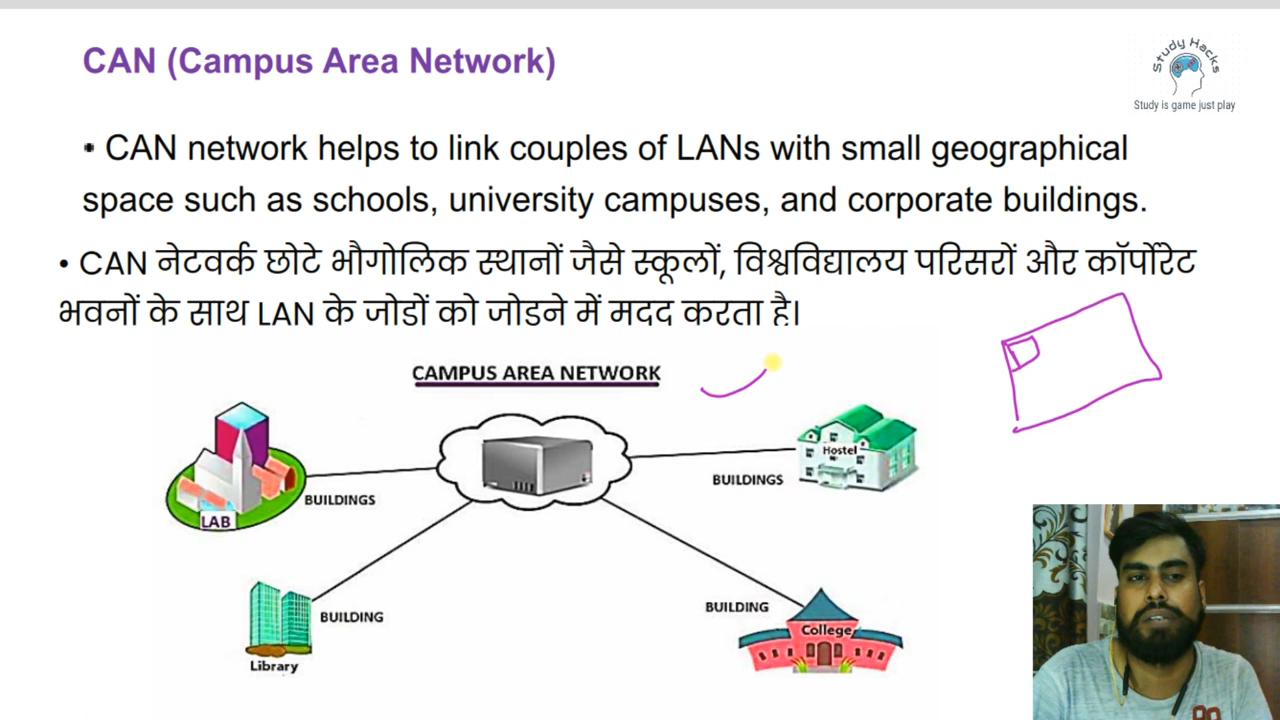 CAN (Campus Area Network)
Study Hacks
Study is game just play
• CAN network helps to link couples of LANs with small geographical
space such as schools, university campuses, and corporate buildings.
• CAN नेटवर्क छोटे भौगोलिक स्थानों जैसे स्कूलों, विश्वविद्यालय परिसरों और कॉर्पोरेट
भवनों के साथ LAN के जोडों को जोडने में मदद करता है।
CAMPUS AREA NETWORK
Hostel
BUILDINGS
BUILDINGS
LAB
BUILDING
BUILDING
College
Library